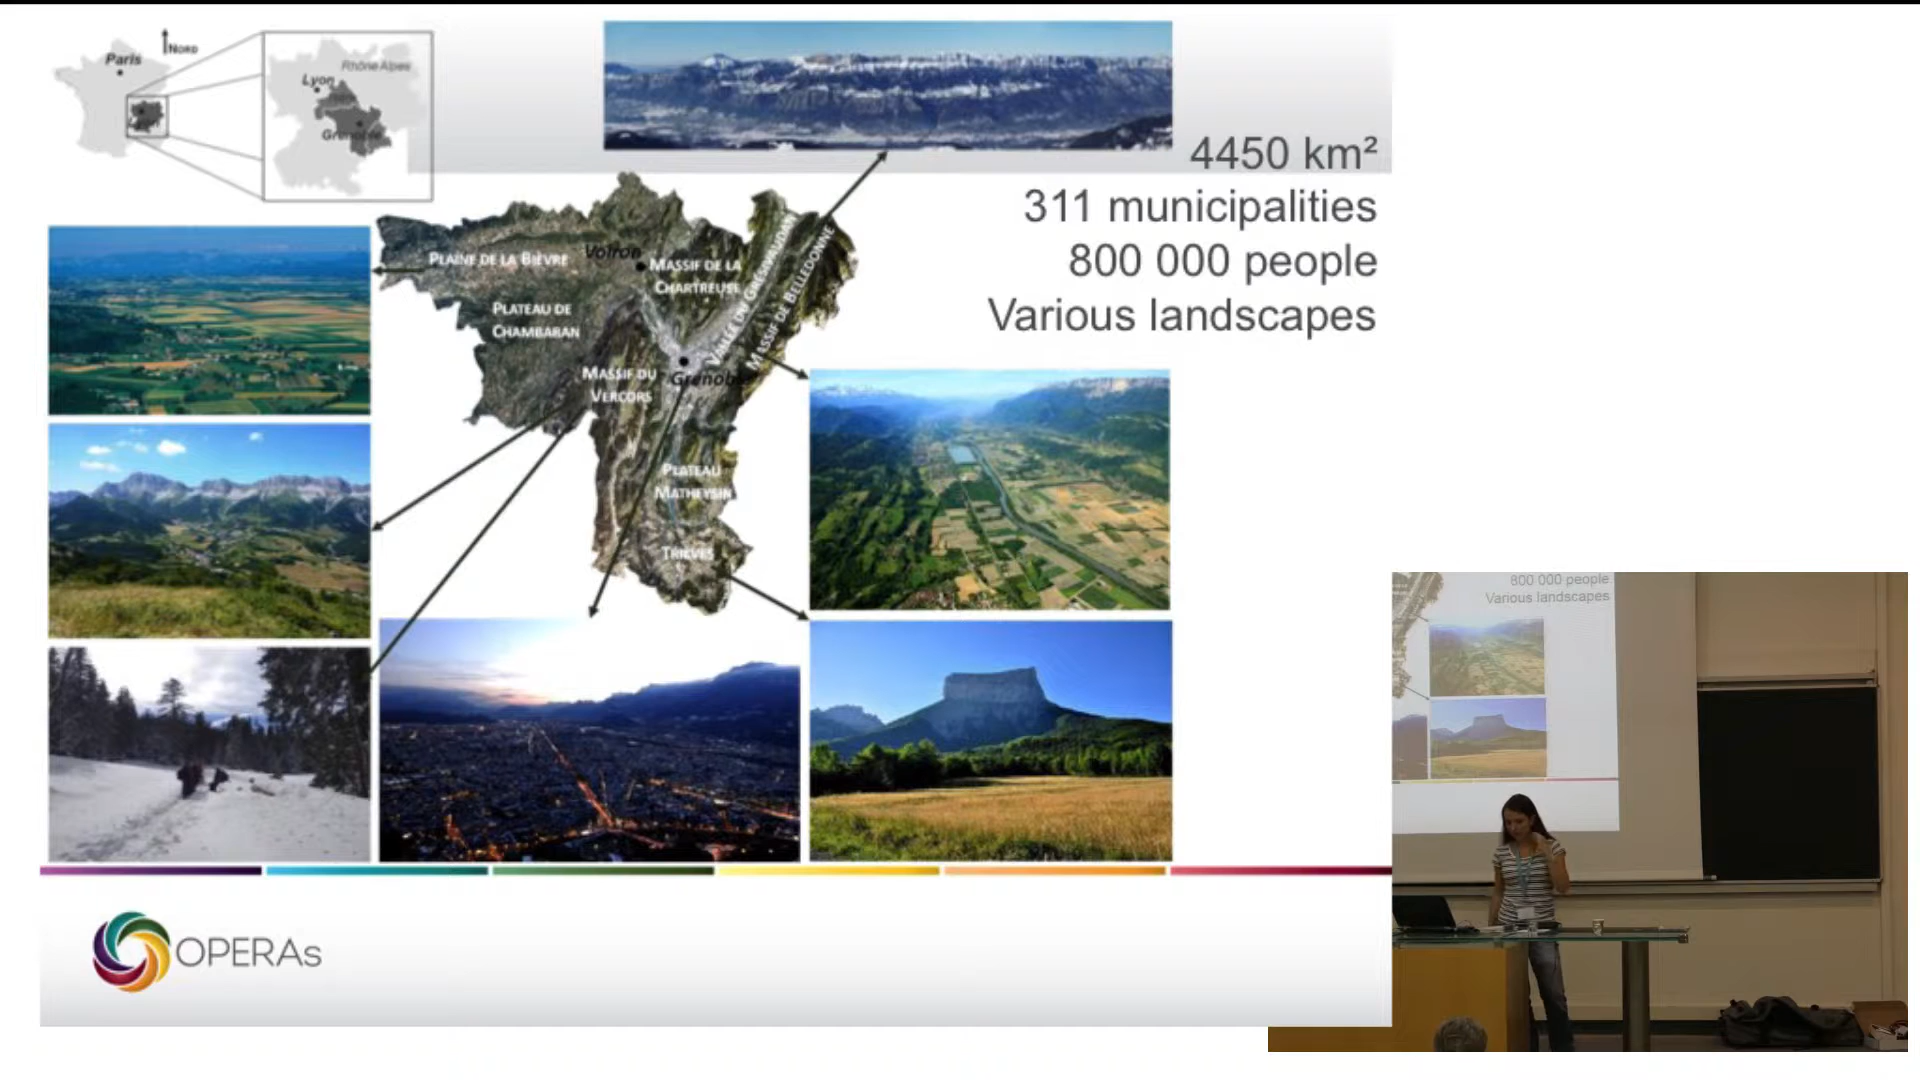 NORD
Paris
Rhône Alpes
Lyon
Grenoble
4450 km²
311 municipalities
800 000 people
Various landscapes
PLAINE DE LA BIÈVRE
Voiron
MASSIF DE LA
CHARTREUSE
VALLÉE DU GRÉSIVAUDAN
MASSIF DE BELLEDONNE
PLATEAU DE
CHAMBARAN
MASSIF DU
VERCORS
Grenoble
PLATEAU
MATHEYSIN
TRIÈVES
OPERAs
800 000 people
Various landscapes